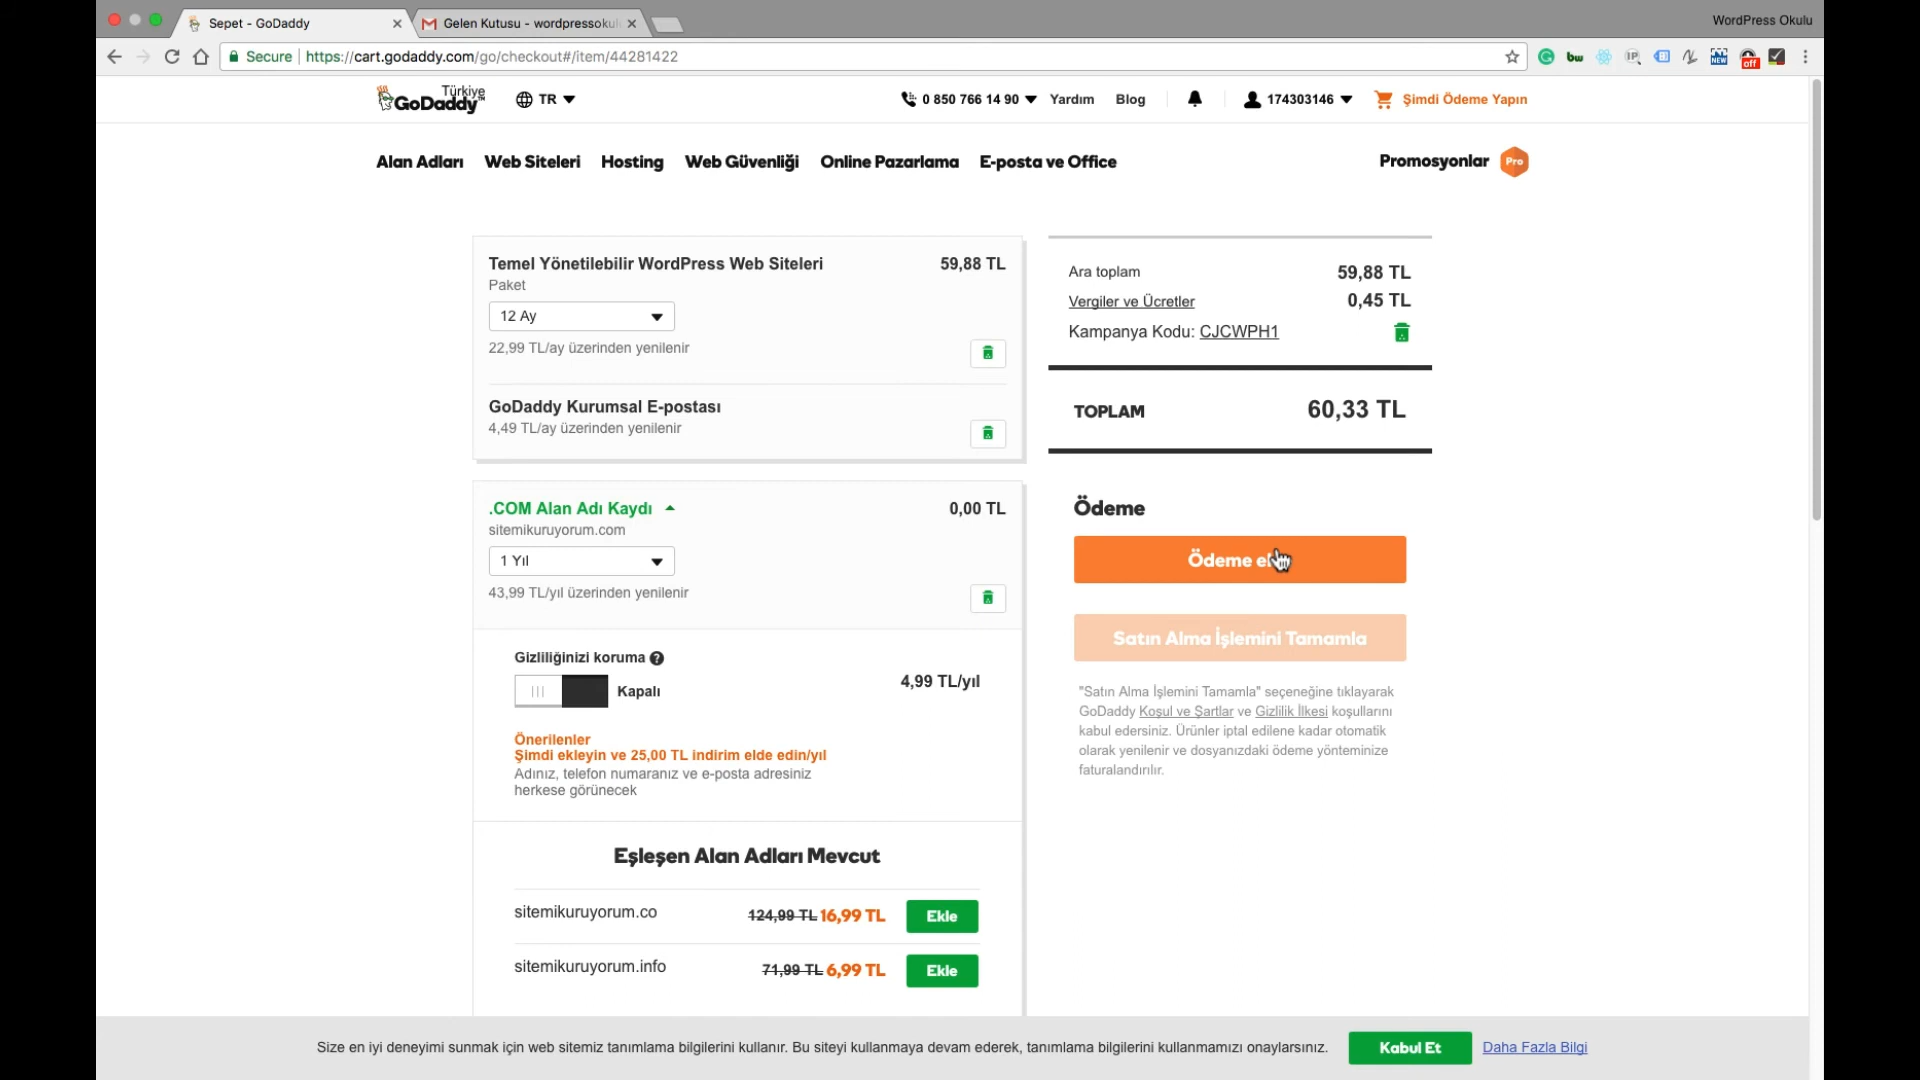 Sepet - GoDaddy
Gelen Kutusu - wordpressoku
WordPress Okulu
Secure https://cart.godaddy.com/go/checkout#/item/44281422
Türkiye
GoDaddy™
TR
0 850 766 14 90
Yardım
Blog
174303146
Şimdi Ödeme Yapın
Alan Adları Web Siteleri Hosting Web Güvenliği Online Pazarlama E-posta ve Office
Promosyonlar Pro
Temel Yönetilebilir WordPress Web Siteleri 59,88 TL
Paket
12 Ay
22,99 TL/ay üzerinden yenilenir
GoDaddy Kurumsal E-postası
4,49 TL/ay üzerinden yenilenir
.COM Alan Adı Kaydı 0,00 TL
sitemikuruyorum.com
1 Yıl
43,99 TL/yıl üzerinden yenilenir
Gizliliğinizi koruma ?
Kapalı
4,99 TL/yıl
Önerilenler
Şimdi ekleyin ve 25,00 TL indirim elde edin/yıl
Adınız, telefon numaranız ve e-posta adresiniz
herkese görünecek
Eşleşen Alan Adları Mevcut
sitemikuruyorum.co 124,99 TL 16,99 TL Ekle
sitemikuruyorum.info 71,99 TL 6,99 TL Ekle
Ara toplam 59,88 TL
Vergiler ve Ücretler 0,45 TL
Kampanya Kodu: CJCWPH1
TOPLAM 60,33 TL
Ödeme
Ödeme
Satın Alma İşlemini Tamamla
"Satın Alma İşlemini Tamamla" seçeneğine tıklayarak
GoDaddy Koşul ve Şartlar ve Gizlilik İlkesi koşullarını
kabul edersiniz. Ürünler iptal edilene kadar otomatik
olarak yenilenir ve dosyanızdaki ödeme yönteminize
faturalandırılır.
Size en iyi deneyimi sunmak için web sitemiz tanımlama bilgilerini kullanır. Bu siteyi kullanmaya devam ederek, tanımlama bilgilerini kullanmamızı onaylarsınız.
Kabul Et
Daha Fazla Bilgi